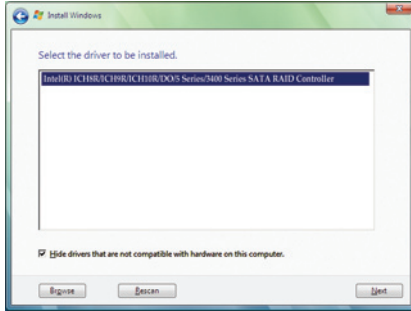 Install Windows
Select the driver to be installed.
Intel(R) ICH8R/ICH9R/ICH10R/DO/5 Series/3400 Series SATA RAID Controller
Hide drivers that are not compatible with hardware on this computer.
Browse
Rescan
Next